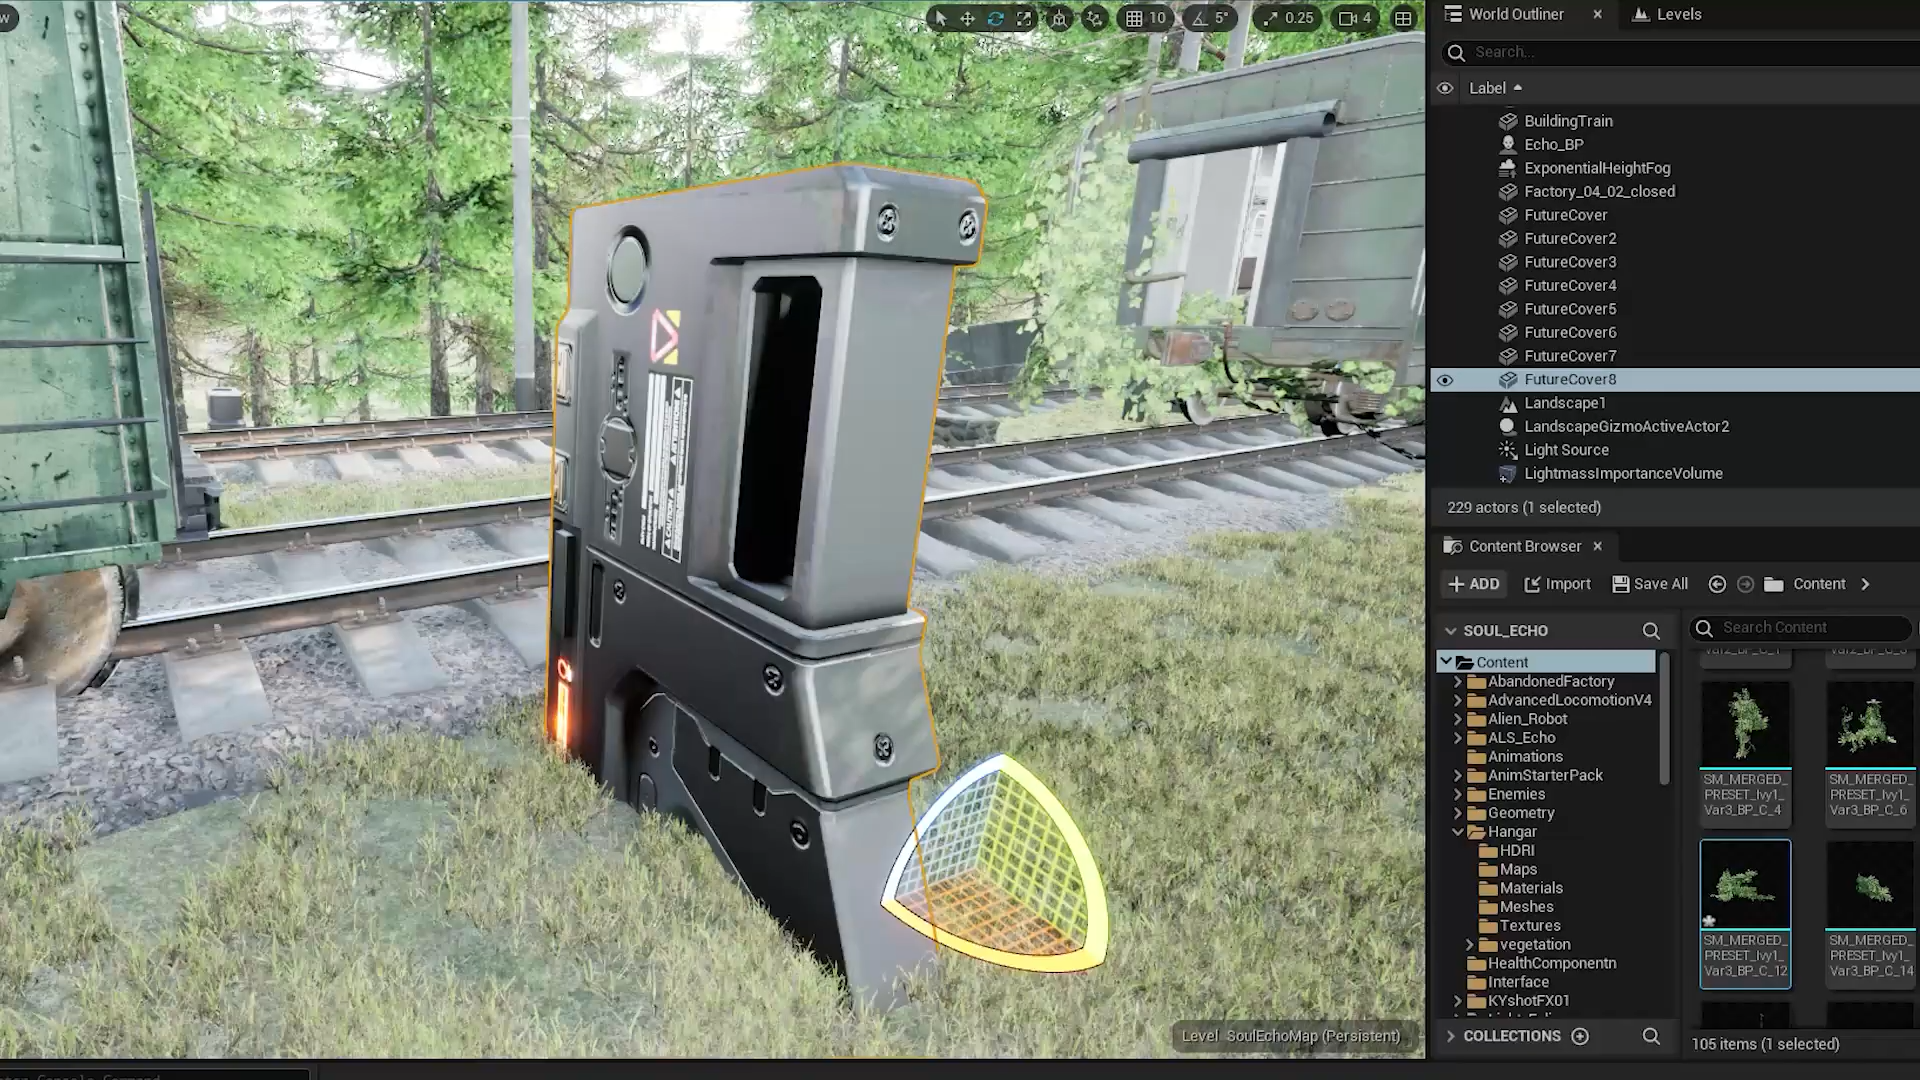 10
5°
0.25
4
World Outliner
Levels
Search...
Label
BuildingTrain
Echo_BP
ExponentialHeightFog
Factory_04_02_closed
FutureCover
FutureCover2
FutureCover3
FutureCover4
FutureCover5
FutureCover6
FutureCover7
FutureCover8
Landscape1
LandscapeGizmoActiveActor2
Light Source
LightmassImportanceVolume
229 actors (1 selected)
Content Browser
ADD
Import
Save All
Content
SOUL_ECHO
Search Content
Content
AbandonedFactory
AdvancedLocomotionV4
Alien_Robot
ALS_Echo
Animations
AnimStarterPack
Enemies
Geometry
Hangar
HDRI
Maps
Materials
Meshes
Textures
vegetation
HealthComponentn
Interface
KYshotFX01
SM_MERGED_
PRESET_Ivy1_
Var3_BP_C_4
SM_MERGED_
PRESET_Ivy1_
Var3_BP_C_6
SM_MERGED_
PRESET_Ivy1_
Var3_BP_C_12
SM_MERGED_
PRESET_Ivy1_
Var3_BP_C_14
COLLECTIONS
105 items (1 selected)
Level SoulEchoMap (Persistent)
CAUTION
ATTENTION